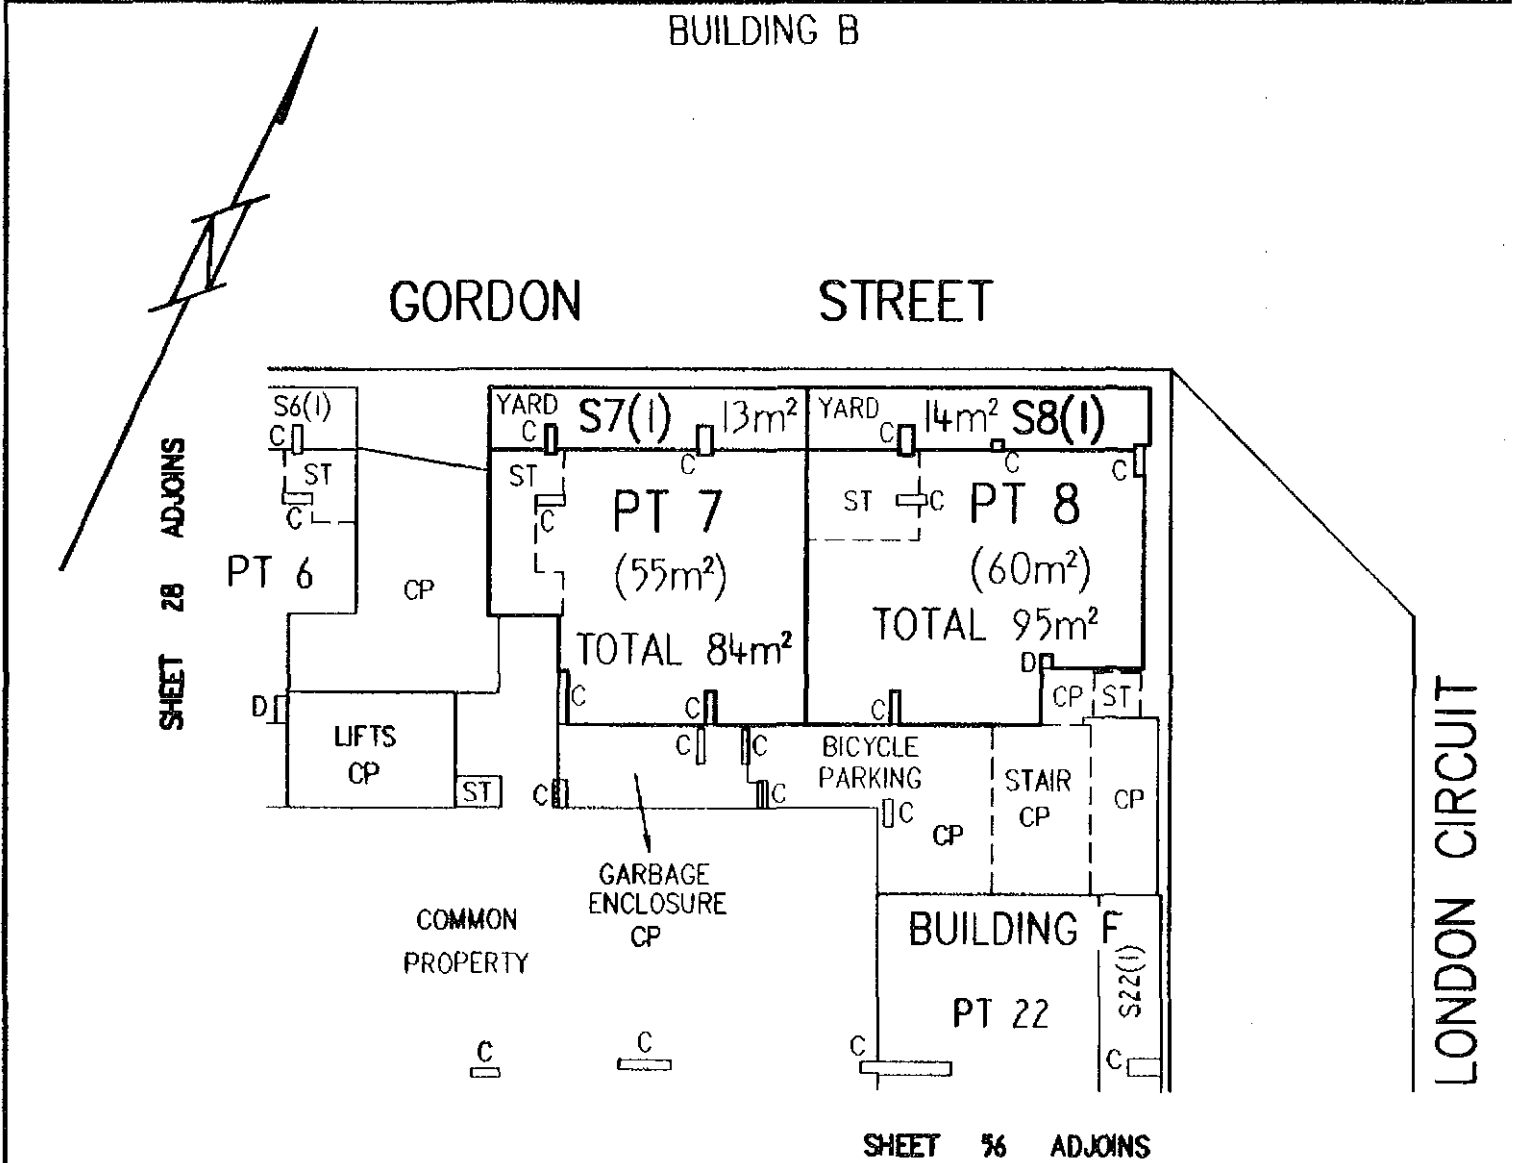 BUILDING B
N
GORDON STREET
S6(1)
C
ST
C
PT 6
SHEET 28 ADJOINS
CP
YARD
C
S7(1)
13m²
C
ST
C
PT 7
(55m²)
TOTAL 84m²
C
C
YARD
C
14m²
S8(1)
C
C
ST
C
PT 8
(60m²)
TOTAL 95m²
D
C
CP
ST
D
LIFTS
CP
ST
C
C
C
C
BICYCLE
PARKING
C
CP
STAIR
CP
CP
GARBAGE
ENCLOSURE
CP
COMMON
PROPERTY
BUILDING F
PT 22
S22(1)
C
C
C
C
LONDON CIRCUIT
ADJOINS
SHEET